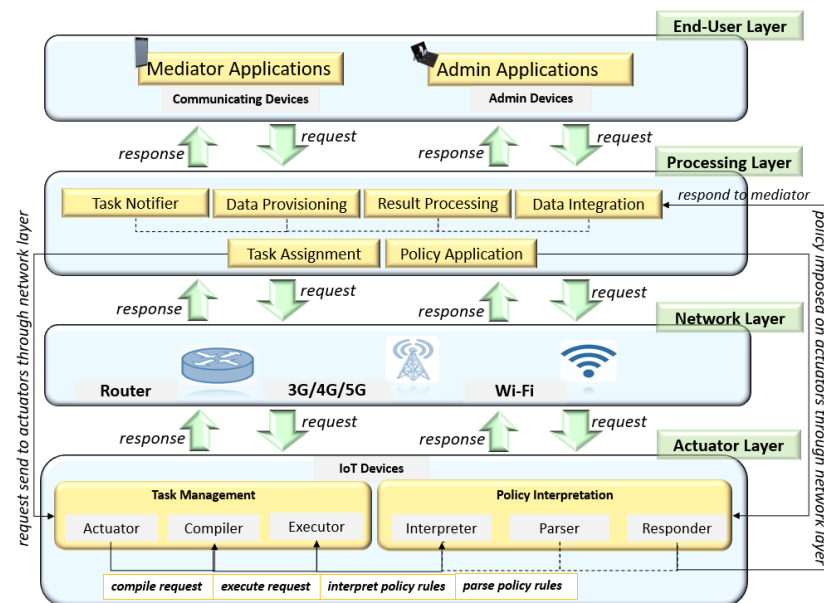 End-User Layer
Mediator Applications
Admin Applications
Communicating Devices
Admin Devices
response
request
response
request
Processing Layer
Task Notifier
Data Provisioning
Result Processing
Data Integration
respond to mediator
Task Assignment
Policy Application
request send to actuators through network layer
policy imposed on actuators through network layer
response
request
response
request
Network Layer
Router
3G/4G/5G
Wi-Fi
response
request
response
request
Actuator Layer
IoT Devices
Task Management
Policy Interpretation
Actuator
Compiler
Executor
Interpreter
Parser
Responder
compile request
execute request
interpret policy rules
parse policy rules